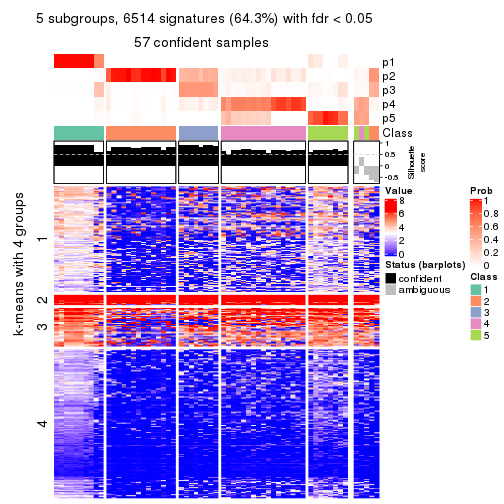 5 subgroups, 6514 signatures (64.3%) with fdr < 0.05
57 confident samples
p1
p2
p3
p4
p5
Class
1
0.5
0
-0.5
Silhouette
score
k-means with 4 groups
1
2
3
4
Value
8
6
4
2
0
Status (barplots)
confident
ambiguous
Prob
1
0.8
0.6
0.4
0.2
0
Class
1
2
3
4
5